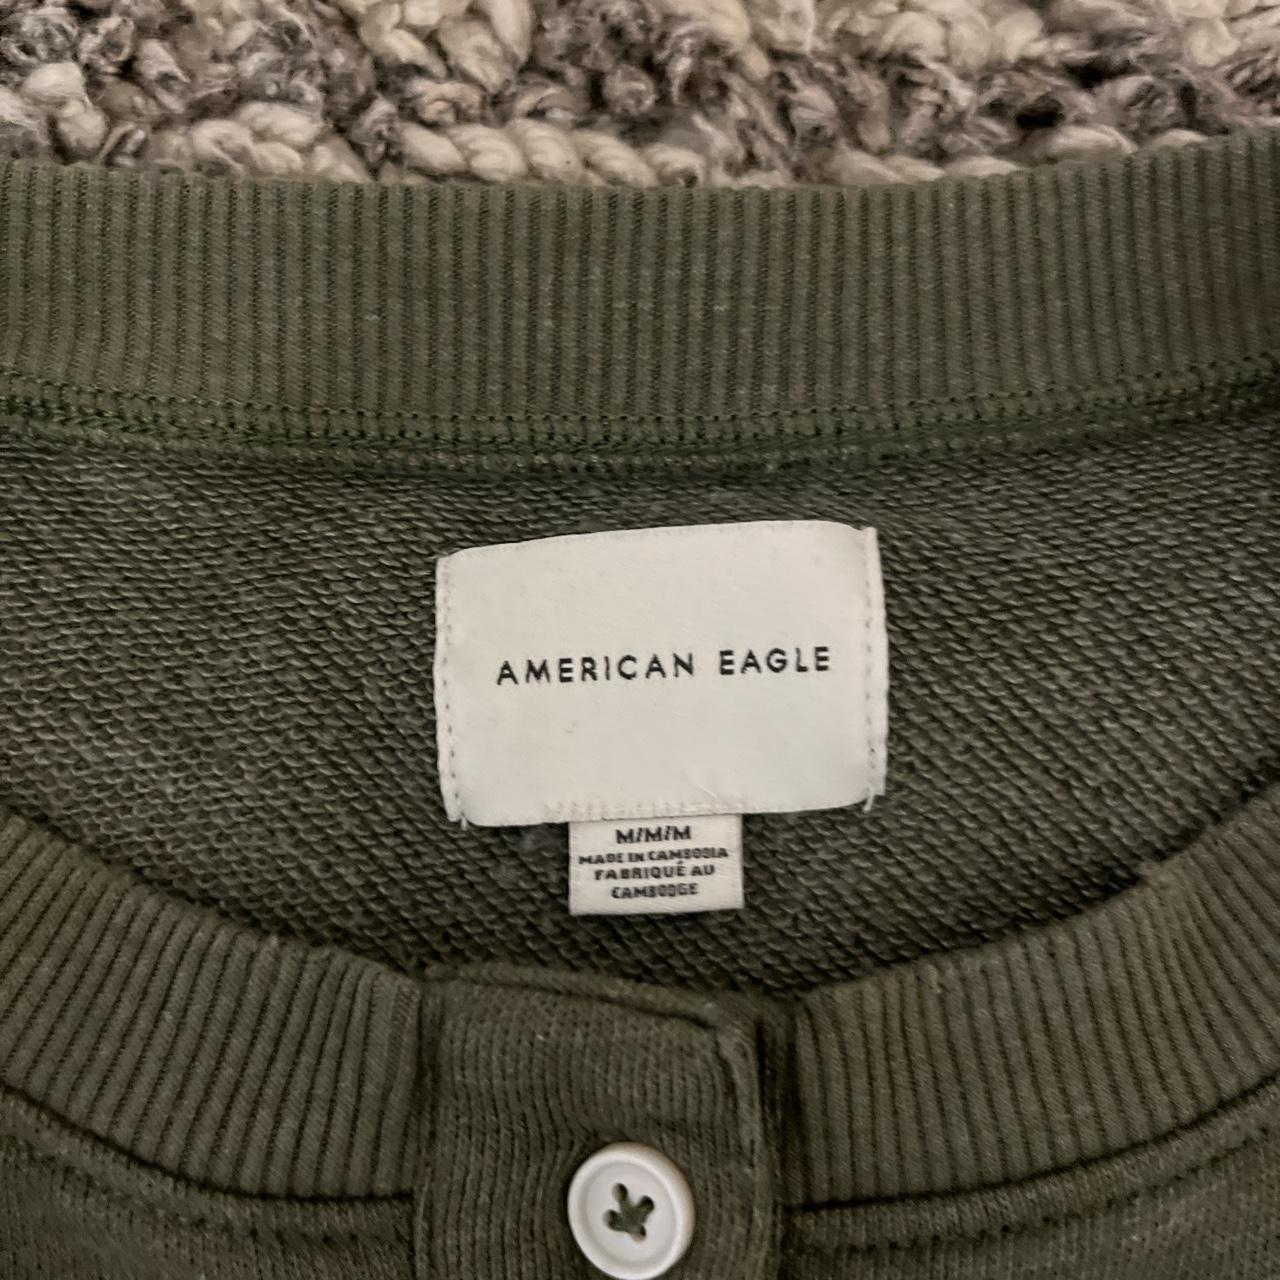 AMERICAN EAGLE
M/M/M
MADE IN CAMBODIA
FABRIQUÉ AU
CAMBODGE